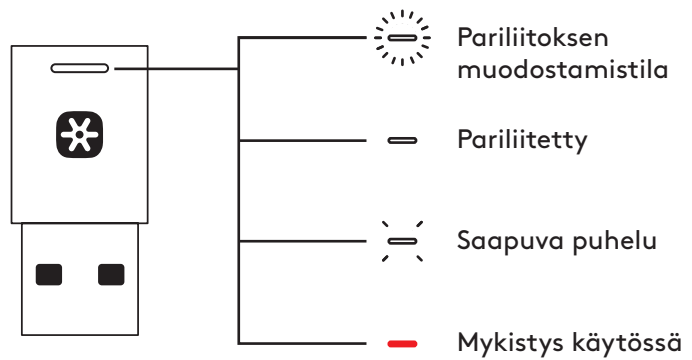 Pariliitoksen
muodostamistila
Pariliitetty
Saapuva puhelu
Mykistys käytössä